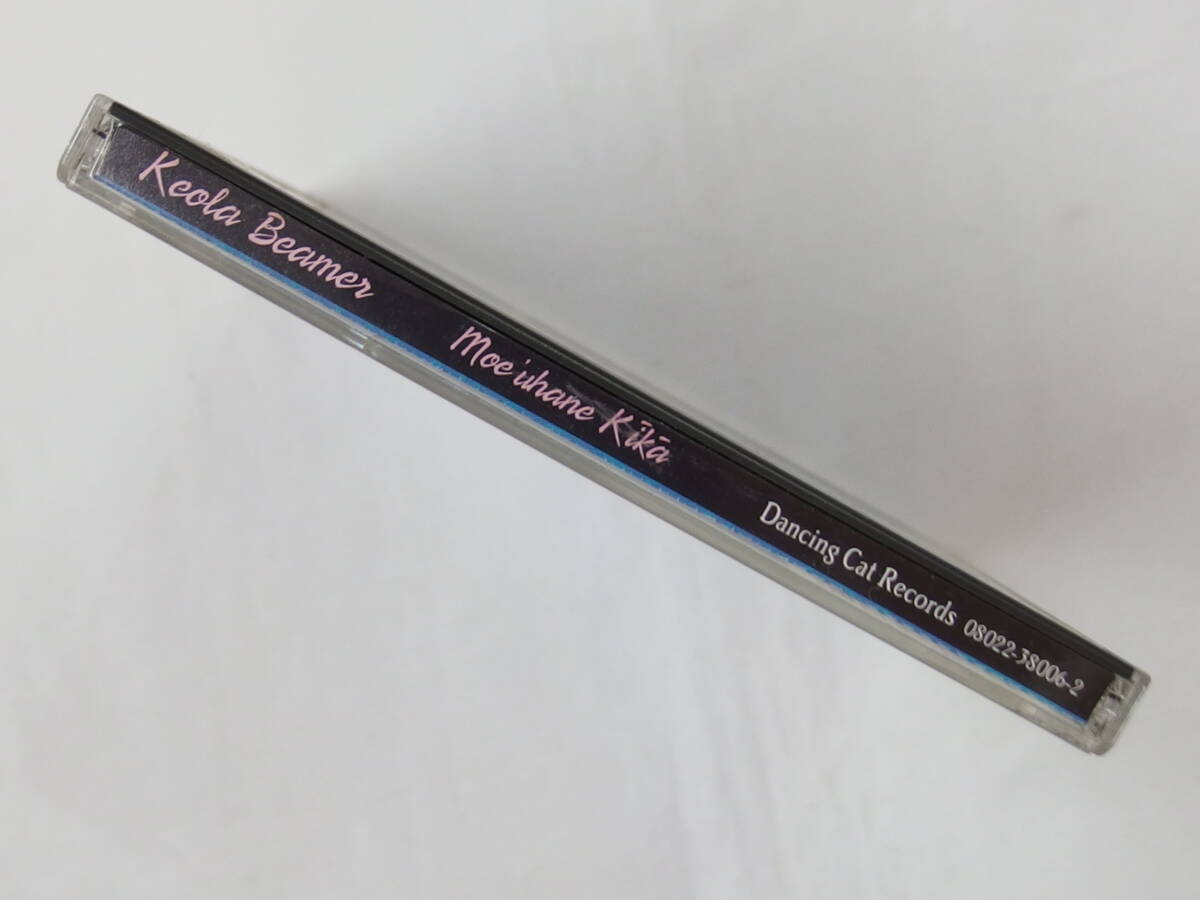 Keola Beamer Moe'uhane Kīkā Dancing Cat Records 08022-38006-2